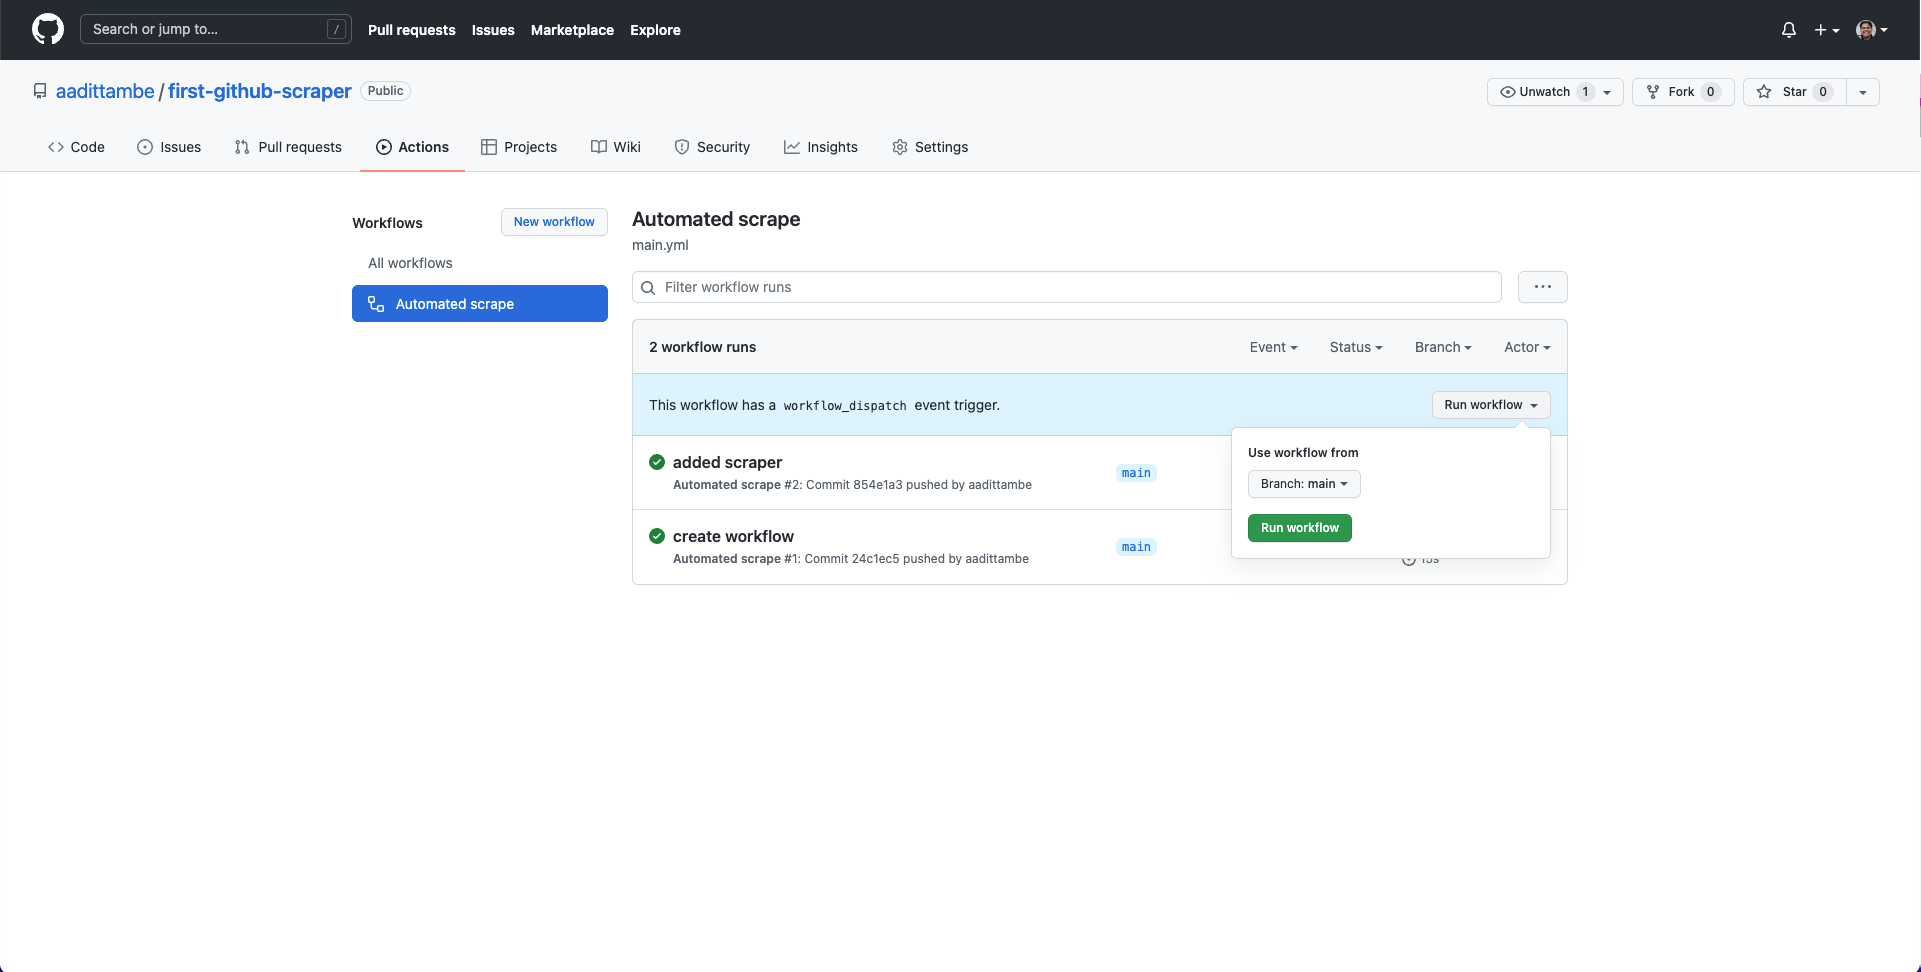 Search or jump to... /
Pull requests Issues Marketplace Explore
aadittambe / first-github-scraper Public
Unwatch 1 Fork 0 Star 0
Code Issues Pull requests Actions Projects Wiki Security Insights Settings
Workflows New workflow
All workflows
Automated scrape
Automated scrape
main.yml
Filter workflow runs ...
2 workflow runs Event Status Branch Actor
This workflow has a workflow_dispatch event trigger. Run workflow
Use workflow from
Branch: main
Run workflow
added scraper
Automated scrape #2: Commit 854e1a3 pushed by aadittambe
main
create workflow
Automated scrape #1: Commit 24c1ec5 pushed by aadittambe
main